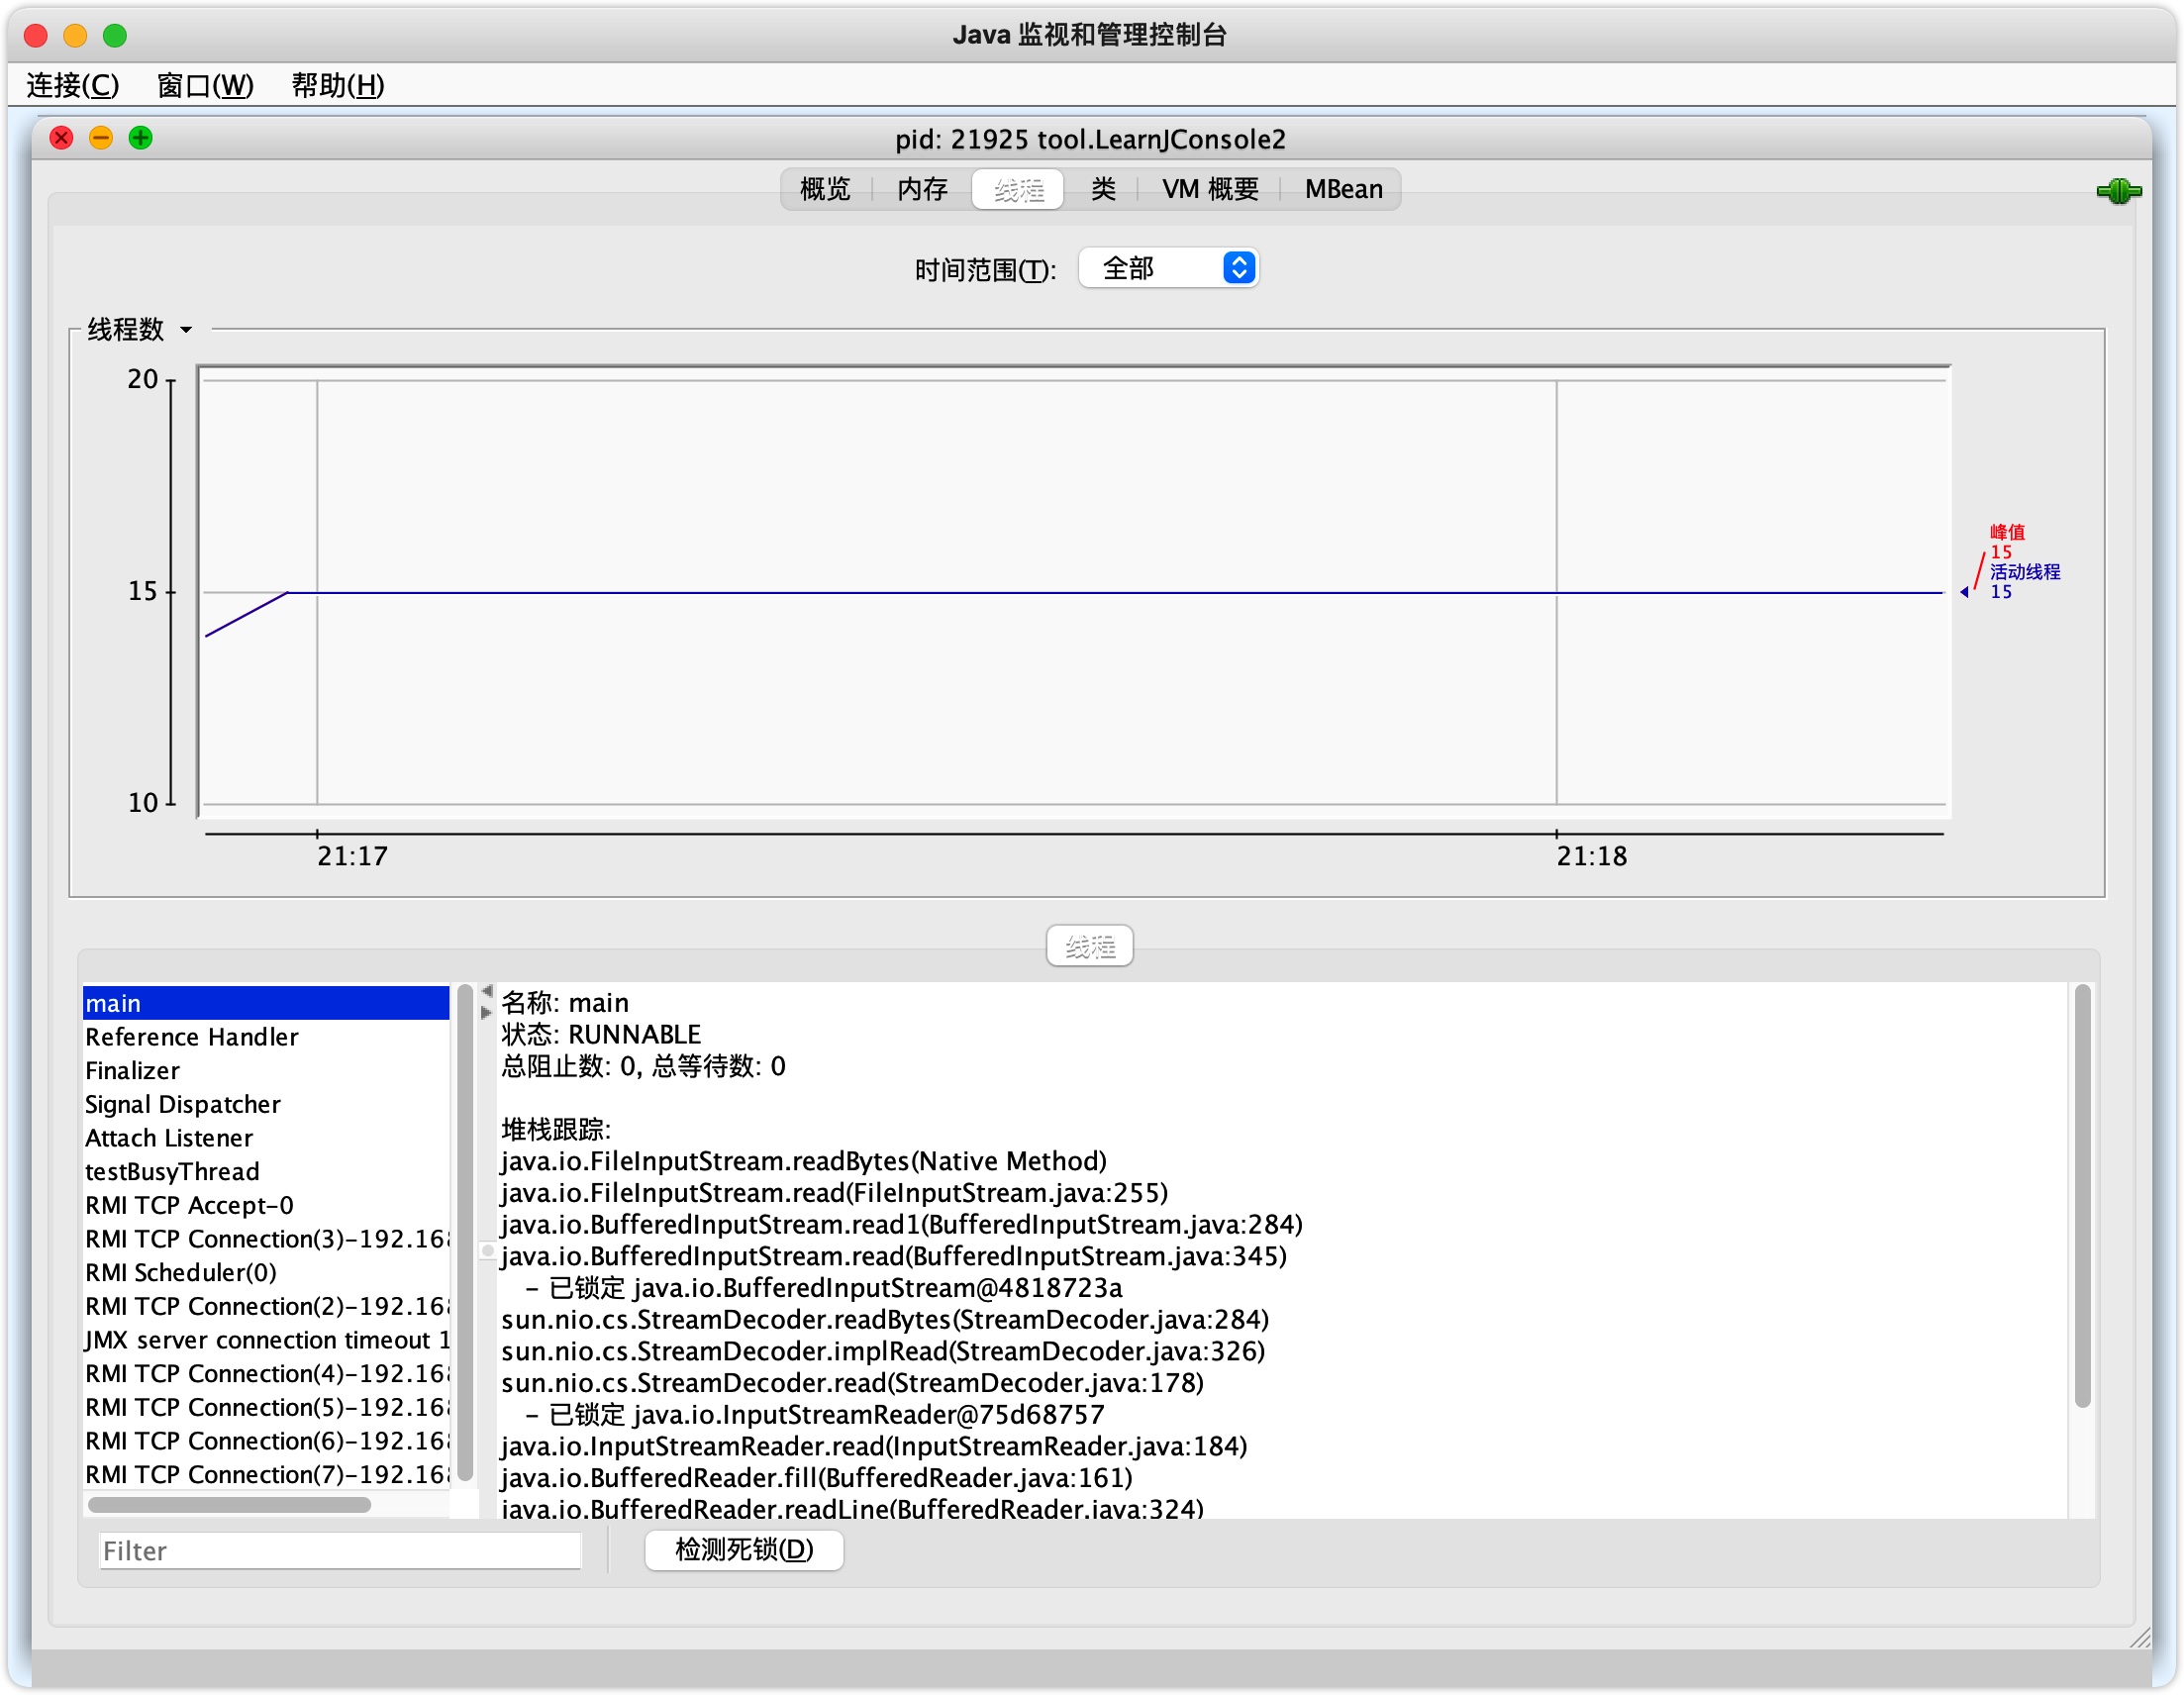 Java 监视和管理控制台
连接(C) 窗口(W) 帮助(H)
pid: 21925 tool.LearnJConsole2
概览 内存 线程 类 VM 概要 MBean
时间范围(T): 全部
线程数
20
15
10
峰值
15
活动线程
15
21:17 21:18
线程
main
Reference Handler
Finalizer
Signal Dispatcher
Attach Listener
testBusyThread
RMI TCP Accept-0
RMI TCP Connection(3)-192.16
RMI Scheduler(0)
RMI TCP Connection(2)-192.16
JMX server connection timeout 1
RMI TCP Connection(4)-192.16
RMI TCP Connection(5)-192.16
RMI TCP Connection(6)-192.16
RMI TCP Connection(7)-192.16
名称: main
状态: RUNNABLE
总阻止数: 0, 总等待数: 0
堆栈跟踪:
java.io.FileInputStream.readBytes(Native Method)
java.io.FileInputStream.read(FileInputStream.java:255)
java.io.BufferedInputStream.read1(BufferedInputStream.java:284)
java.io.BufferedInputStream.read(BufferedInputStream.java:345)
- 已锁定 java.io.BufferedInputStream@4818723a
sun.nio.cs.StreamDecoder.readBytes(StreamDecoder.java:284)
sun.nio.cs.StreamDecoder.implRead(StreamDecoder.java:326)
sun.nio.cs.StreamDecoder.read(StreamDecoder.java:178)
- 已锁定 java.io.InputStreamReader@75d68757
java.io.InputStreamReader.read(InputStreamReader.java:184)
java.io.BufferedReader.fill(BufferedReader.java:161)
java.io.BufferedReader.readLine(BufferedReader.java:324)
Filter
检测死锁(D)